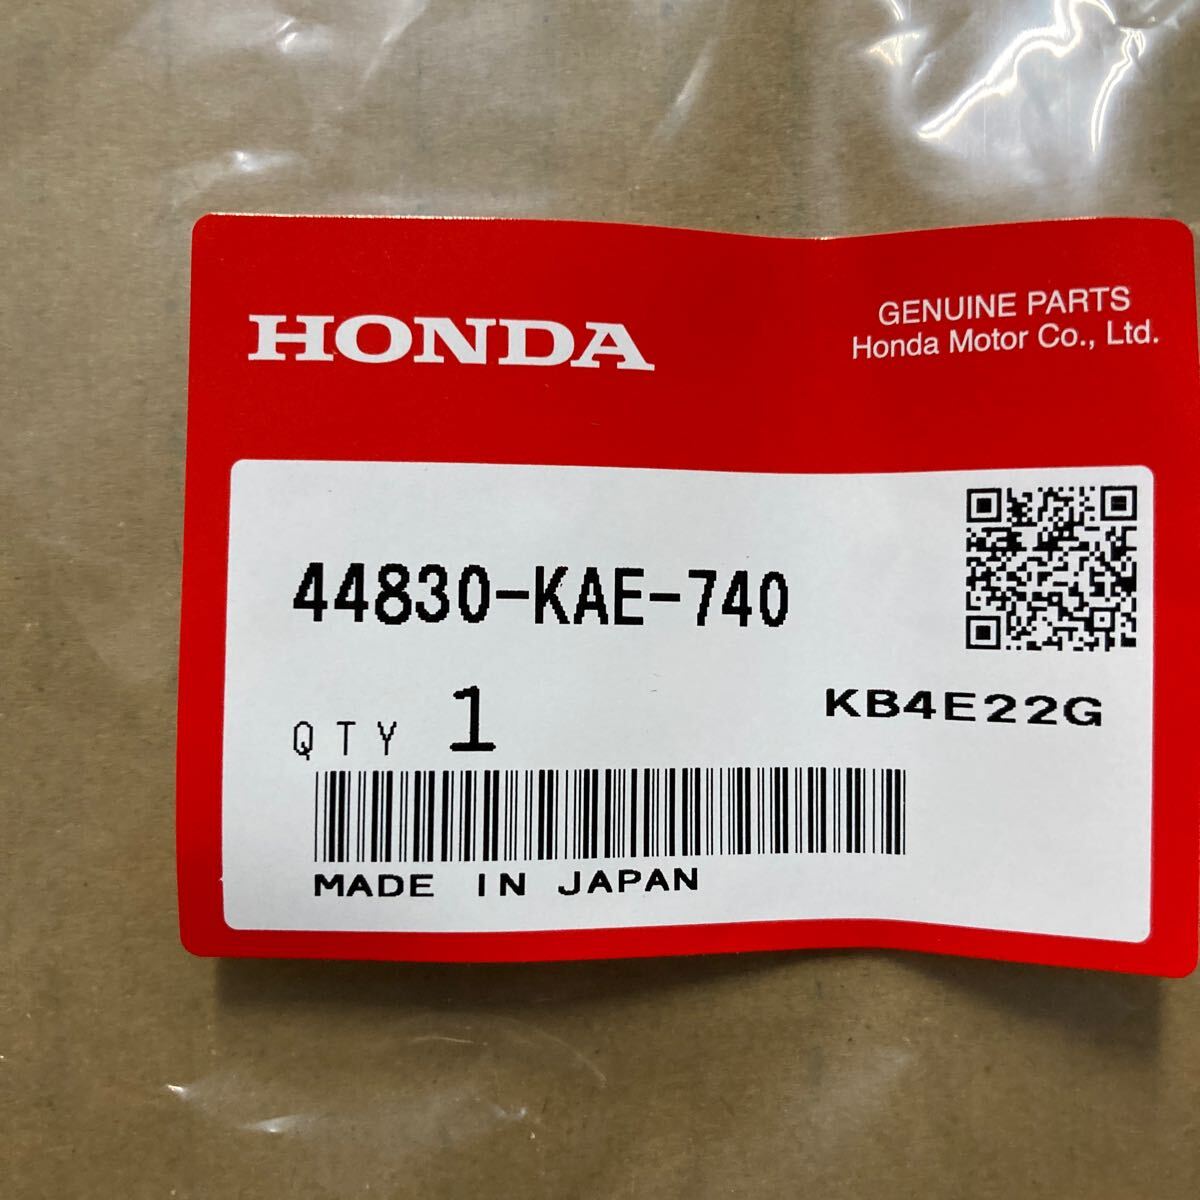 HONDA
GENUINE PARTS
Honda Motor Co., Ltd.
44830-KAE-740
QTY 1
KB4E22G
MADE IN JAPAN